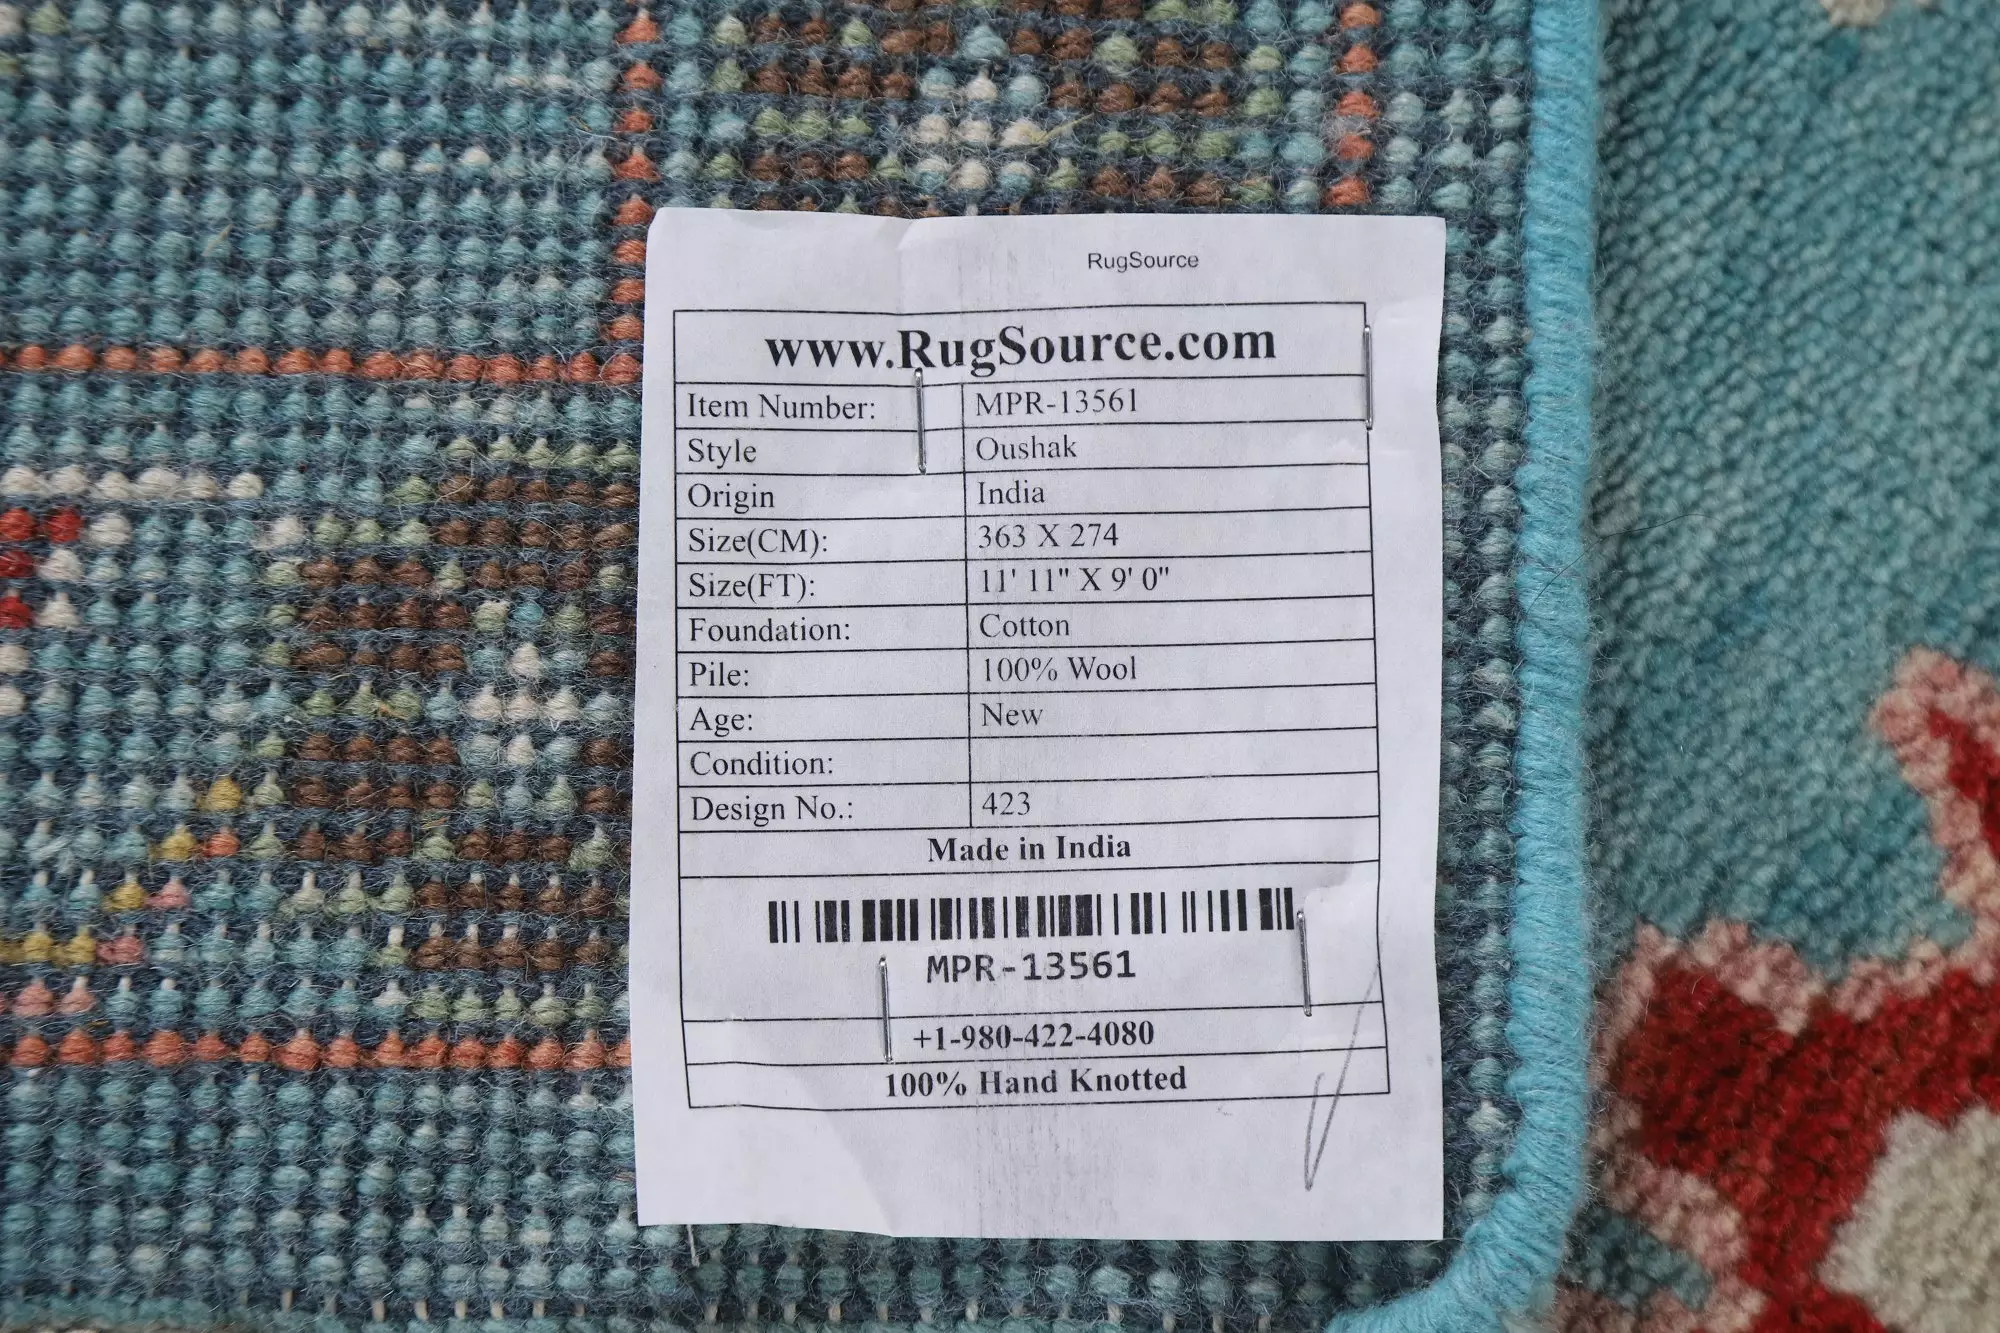 RugSource
www.RugSource.com
Item Number: MPR-13561
Style Oushak
Origin India
Size(CM): 363 X 274
Size(FT): 11' 11" X 9' 0"
Foundation: Cotton
Pile: 100% Wool
Age: New
Condition:
Design No.: 423
Made in India
MPR-13561
+1-980-422-4080
100% Hand Knotted